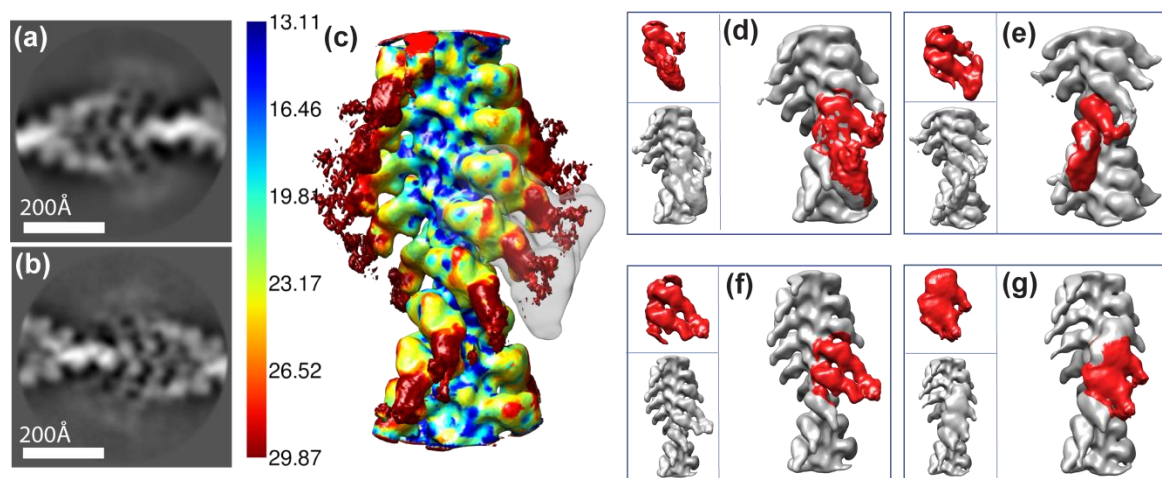 (a)
200Å
(b)
200Å
13.11
16.46
19.81
23.17
26.52
29.87
(c)
(d)
(e)
(f)
(g)